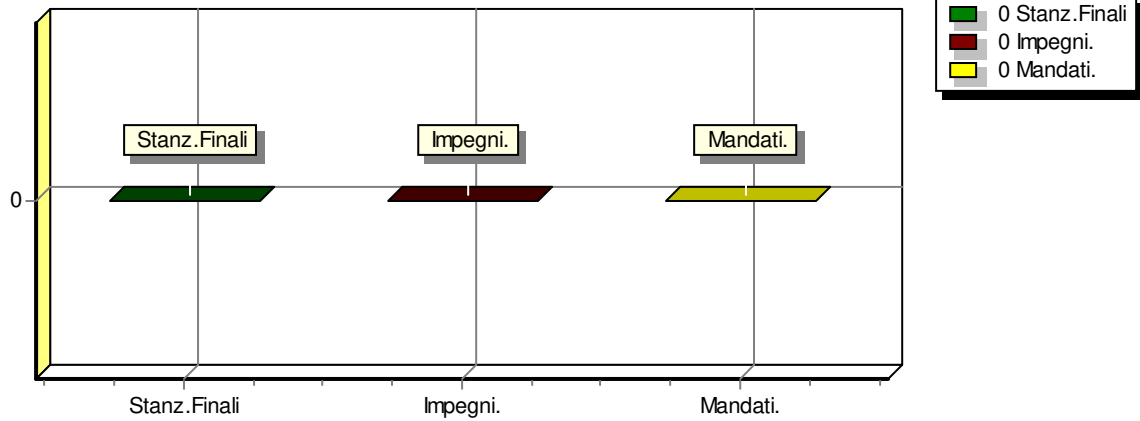 0 Stanz.Finali
0 Impegni.
0 Mandati.
Stanz.Finali
Impegni.
Mandati.
0
Stanz.Finali
Impegni.
Mandati.